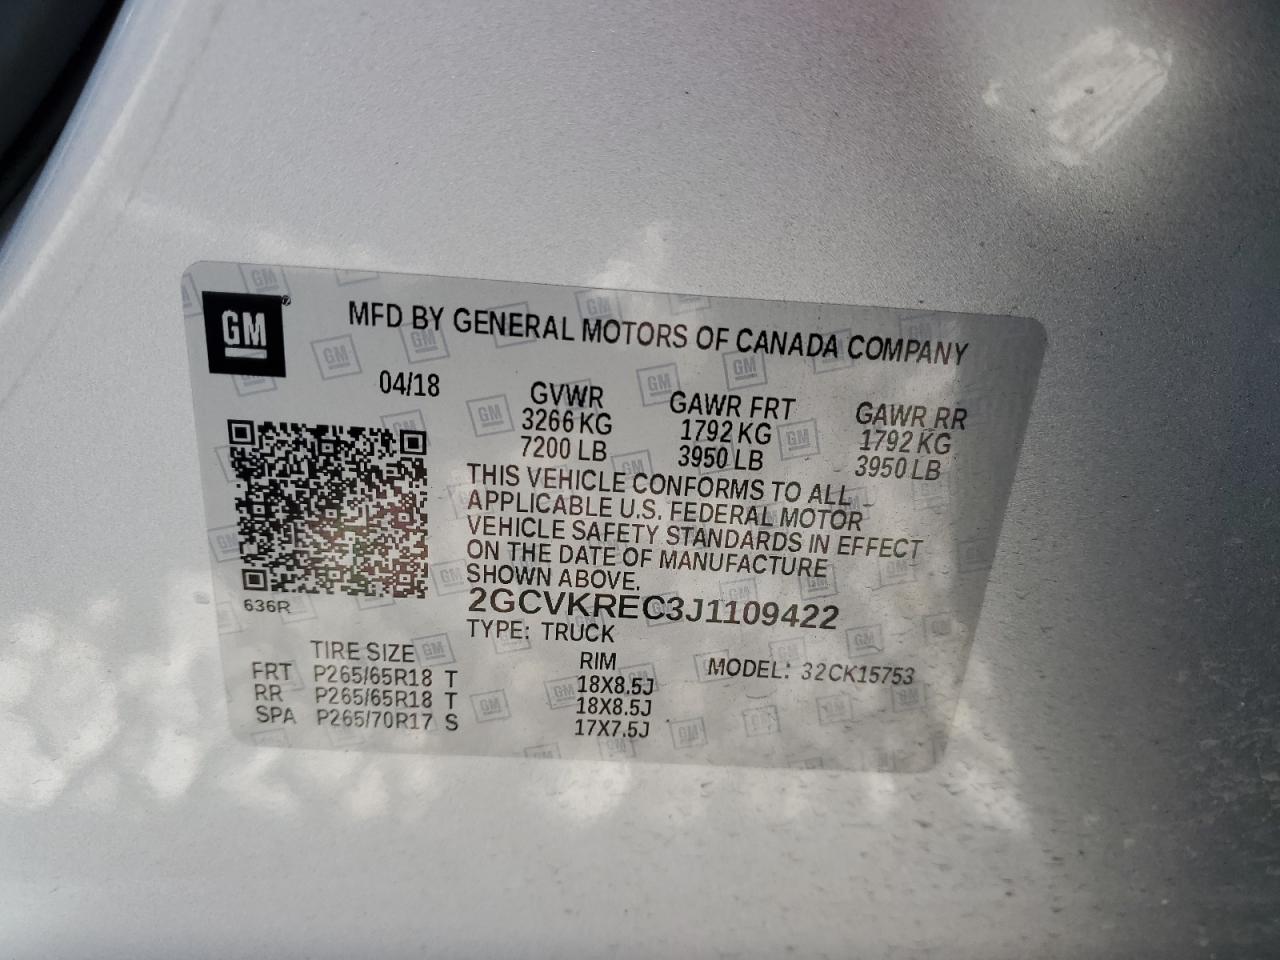 GM
MFD BY GENERAL MOTORS OF CANADA COMPANY
04/18
GVWR GAWR FRT GAWR RR
3266 KG 1792 KG 1792 KG
7200 LB 3950 LB 3950 LB
THIS VEHICLE CONFORMS TO ALL
APPLICABLE U.S. FEDERAL MOTOR
VEHICLE SAFETY STANDARDS IN EFFECT
ON THE DATE OF MANUFACTURE
SHOWN ABOVE.
636R
2GCVKREC3J1109422
TYPE: TRUCK
MODEL: 32CK15753
TIRE SIZE RIM
FRT P265/65R18 T 18X8.5J
RR P265/65R18 T 18X8.5J
SPA P265/70R17 S 17X7.5J